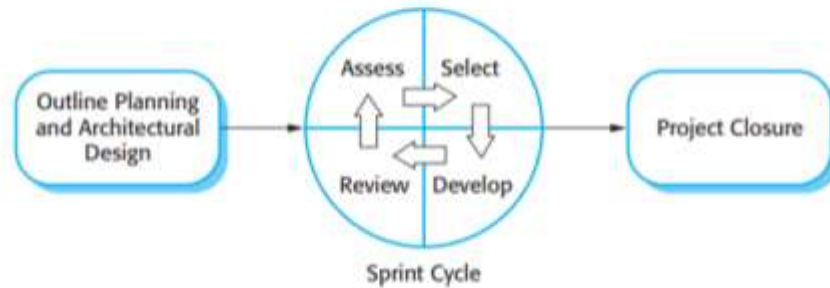 Outline Planning
and Architectural
Design
Assess
Select
Review
Develop
Sprint Cycle
Project Closure